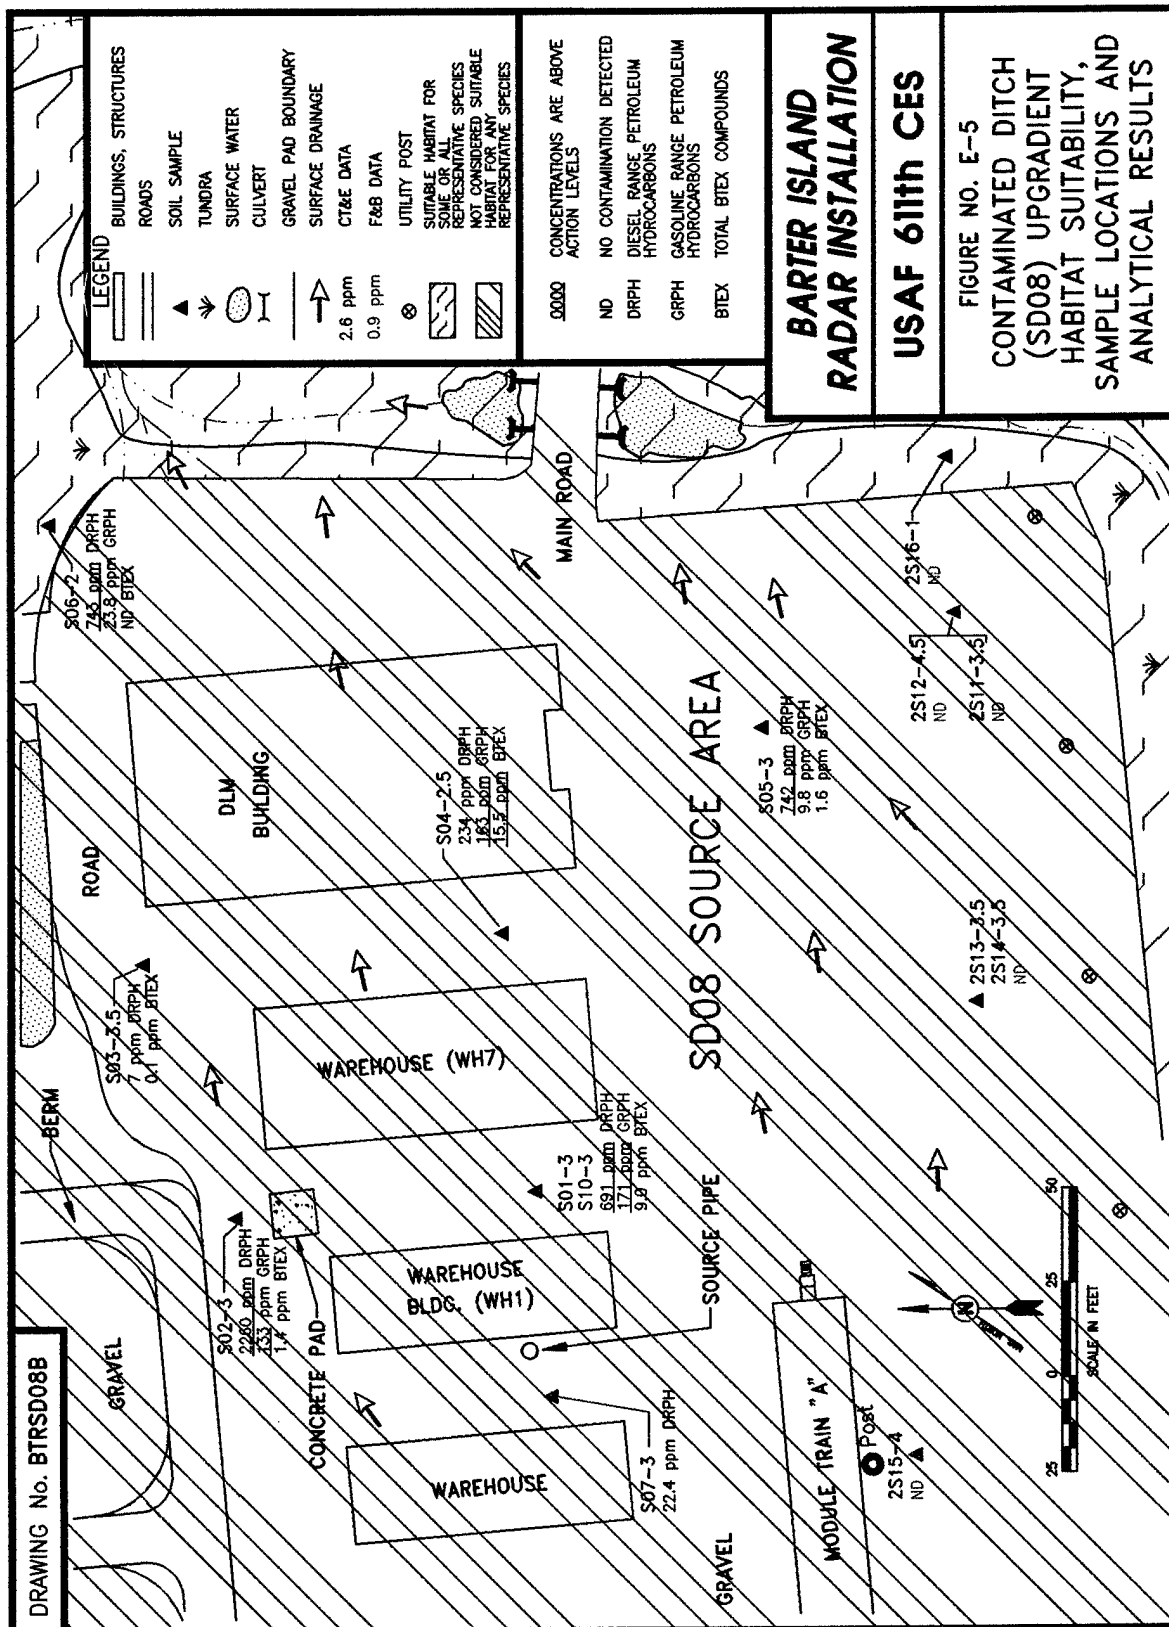 DRAWING No. BTRSD08B
LEGEND
BUILDINGS, STRUCTURES
ROADS
SOIL SAMPLE
TUNDRA
SURFACE WATER
CULVERT
GRAVEL PAD BOUNDARY
SURFACE DRAINAGE
2.6 ppm CT&E DATA
0.9 ppm F&B DATA
UTILITY POST
SUITABLE HABITAT FOR
SOME OR ALL
REPRESENTATIVE SPECIES
NOT CONSIDERED SUITABLE
HABITAT FOR ANY
REPRESENTATIVE SPECIES
0000 CONCENTRATIONS ARE ABOVE
ACTION LEVELS
ND NO CONTAMINATION DETECTED
DRPH DIESEL RANGE PETROLEUM
HYDROCARBONS
GRPH GASOLINE RANGE PETROLEUM
HYDROCARBONS
BTEX TOTAL BTEX COMPOUNDS
BARTER ISLAND
RADAR INSTALLATION
USAF 611th CES
FIGURE NO. E-5
CONTAMINATED DITCH
(SD08) UPGRADIENT
HABITAT SUITABILITY,
SAMPLE LOCATIONS AND
ANALYTICAL RESULTS
GRAVEL
BERM
ROAD
S06-2
743 ppm DRPH
23.8 ppm GRPH
ND BTEX
S03-3.5
7 ppm DRPH
0.1 ppm BTEX
S02-3
2260 ppm DRPH
133 ppm GRPH
1.4 ppm BTEX
CONCRETE PAD
DLM
BUILDING
WAREHOUSE (WH7)
WAREHOUSE
BLDG. (WH1)
WAREHOUSE
S04-2.5
234 ppm DRPH
163 ppm GRPH
15.5 ppm BTEX
MAIN ROAD
S01-3
S10-3
691 ppm DRPH
171 ppm GRPH
9.0 ppm BTEX
SOURCE PIPE
S07-3
22.4 ppm DRPH
SD08 SOURCE AREA
S05-3
742 ppm DRPH
9.8 ppm GRPH
1.6 ppm BTEX
GRAVEL
MODULE TRAIN "A"
Post
2S15-4
ND
2S16-1
ND
2S12-4.5
ND
2S11-3.5
ND
2S13-3.5
2S14-3.5
ND
25 0 25 50
SCALE IN FEET